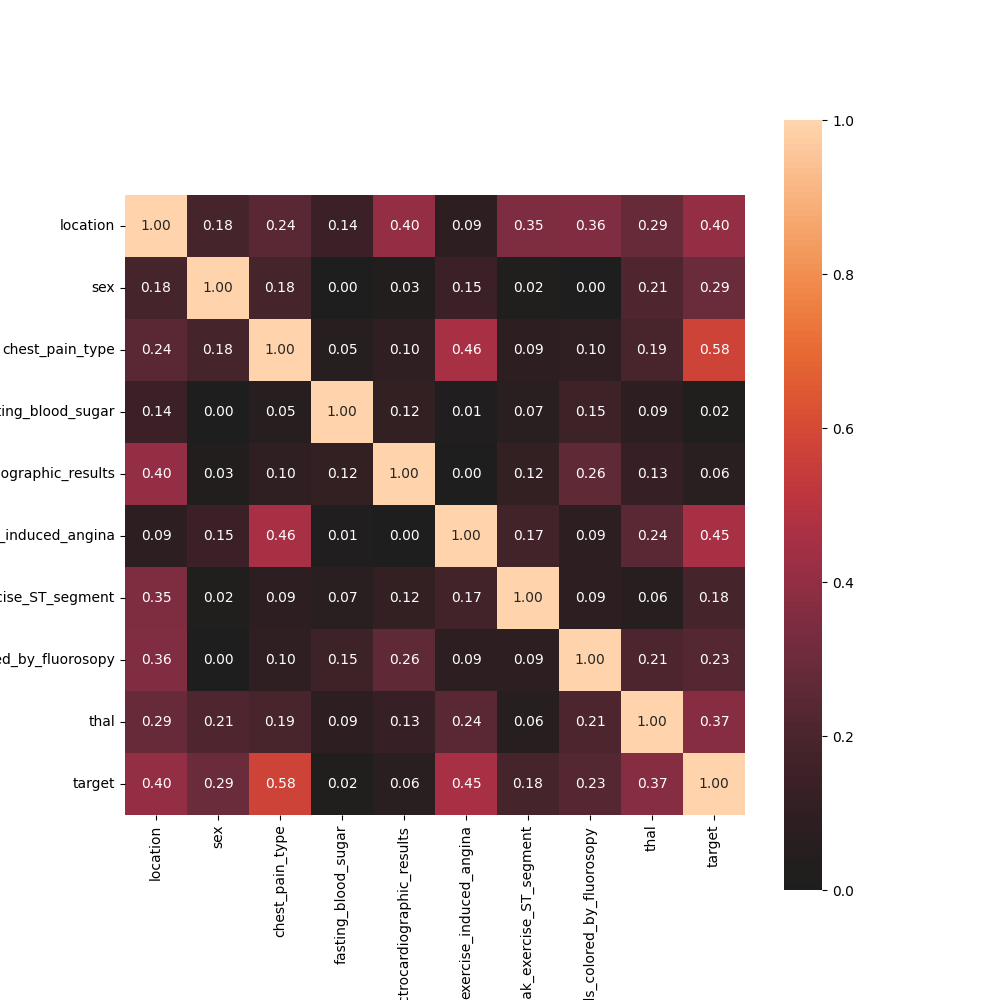 1.0
location 1.00 0.18 0.24 0.14 0.40 0.09 0.35 0.36 0.29 0.40
0.8
sex 0.18 1.00 0.18 0.00 0.03 0.15 0.02 0.00 0.21 0.29
chest_pain_type 0.24 0.18 1.00 0.05 0.10 0.46 0.09 0.10 0.19 0.58
ting_blood_sugar 0.14 0.00 0.05 1.00 0.12 0.01 0.07 0.15 0.09 0.02
0.6
ographic_results 0.40 0.03 0.10 0.12 1.00 0.00 0.12 0.26 0.13 0.06
_induced_angina 0.09 0.15 0.46 0.01 0.00 1.00 0.17 0.09 0.24 0.45
0.4
cise_ST_segment 0.35 0.02 0.09 0.07 0.12 0.17 1.00 0.09 0.06 0.18
ed_by_fluorosopy 0.36 0.00 0.10 0.15 0.26 0.09 0.09 1.00 0.21 0.23
thal 0.29 0.21 0.19 0.09 0.13 0.24 0.06 0.21 1.00 0.37
0.2
target 0.40 0.29 0.58 0.02 0.06 0.45 0.18 0.23 0.37 1.00
0.0
location
sex
chest_pain_type
fasting_blood_sugar
ctrocardiographic_results
exercise_induced_angina
ak_exercise_ST_segment
ls_colored_by_fluorosopy
thal
target